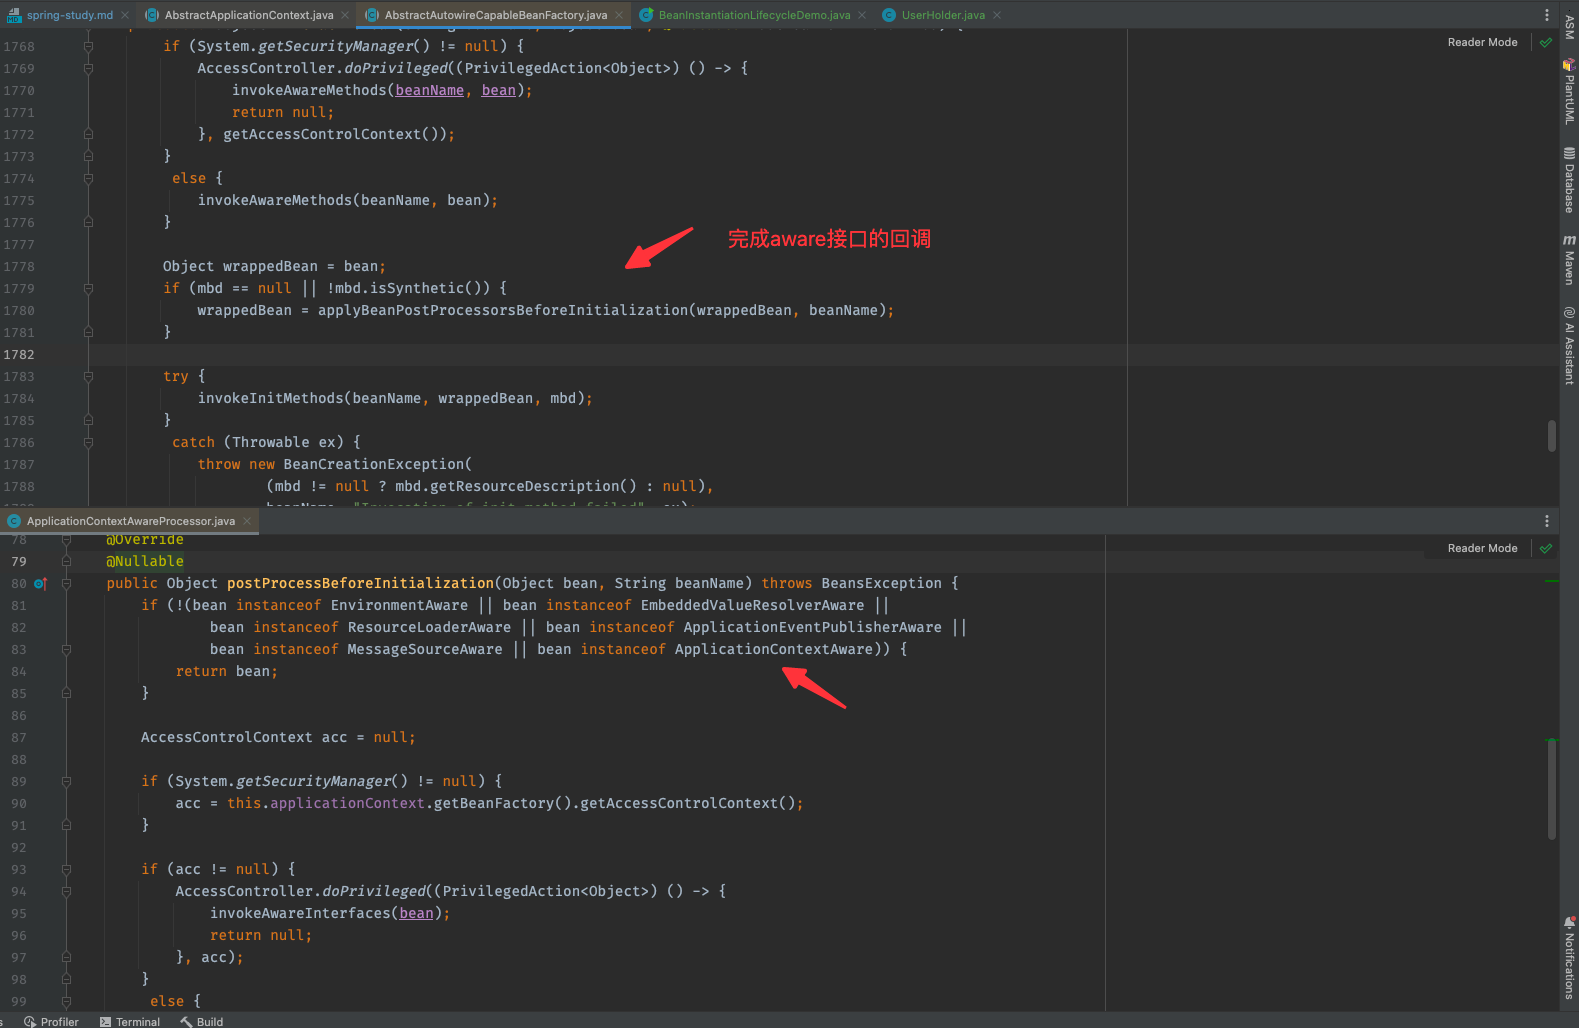 spring-study.md AbstractApplicationContext.java AbstractAutowireCapableBeanFactory.java BeanInstantiationLifecycleDemo.java UserHolder.java
Reader Mode
1768 if (System.getSecurityManager() != null) {
1769 AccessController.doPrivileged((PrivilegedAction<Object>) () -> {
1770 invokeAwareMethods(beanName, bean);
1771 return null;
1772 }, getAccessControlContext());
1773 }
1774 else {
1775 invokeAwareMethods(beanName, bean);
1776 }
1777 完成aware接口的回调
1778 Object wrappedBean = bean;
1779 if (mbd == null || !mbd.isSynthetic()) {
1780 wrappedBean = applyBeanPostProcessorsBeforeInitialization(wrappedBean, beanName);
1781 }
1782
1783 try {
1784 invokeInitMethods(beanName, wrappedBean, mbd);
1785 }
1786 catch (Throwable ex) {
1787 throw new BeanCreationException(
1788 (mbd != null ? mbd.getResourceDescription() : null),
ApplicationContextAwareProcessor.java
Reader Mode
78 @Override
79 @Nullable
80 public Object postProcessBeforeInitialization(Object bean, String beanName) throws BeansException {
81 if (!(bean instanceof EnvironmentAware || bean instanceof EmbeddedValueResolverAware ||
82 bean instanceof ResourceLoaderAware || bean instanceof ApplicationEventPublisherAware ||
83 bean instanceof MessageSourceAware || bean instanceof ApplicationContextAware)) {
84 return bean;
85 }
86
87 AccessControlContext acc = null;
88
89 if (System.getSecurityManager() != null) {
90 acc = this.applicationContext.getBeanFactory().getAccessControlContext();
91 }
92
93 if (acc != null) {
94 AccessController.doPrivileged((PrivilegedAction<Object>) () -> {
95 invokeAwareInterfaces(bean);
96 return null;
97 }, acc);
98 }
99 else {
Profiler Terminal Build
ASM
PlantUML
Database
Maven
AI Assistant
Notifications